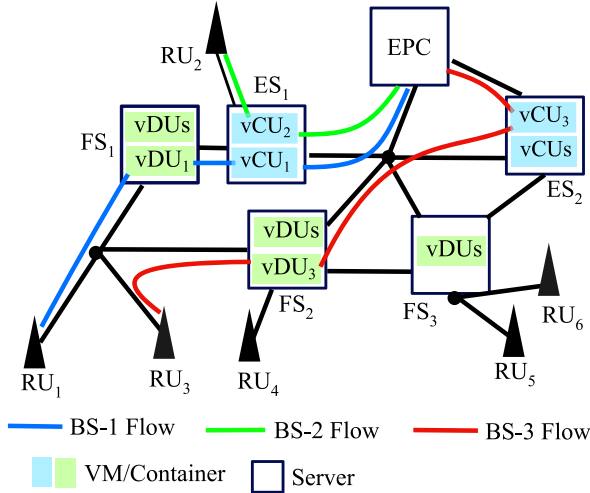 EPC
RU₂
ES₁
vDUs
vCU₂
vCU₃
FS₁
vDU₁
vCU₁
vCUs
ES₂
vDUs
vDUs
vDU₃
FS₂
FS₃
RU₆
RU₁
RU₃
RU₄
RU₅
BS-1 Flow
BS-2 Flow
BS-3 Flow
VM/Container
Server